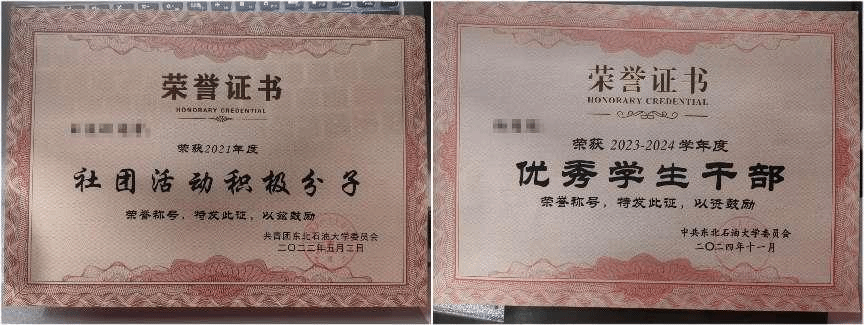 荣誉证书
HONORARY CREDENTIAL
荣获2021年度
社团活动积极分子
荣誉称号，特发此证，以兹鼓励
共青团东北石油大学委员会
二〇二二年五月二日
荣誉证书
HONORARY CREDENTIAL
荣获 2023-2024 学年度
优秀学生干部
荣誉称号，特发此证，以资鼓励
中共东北石油大学委员会
二〇二四年十一月